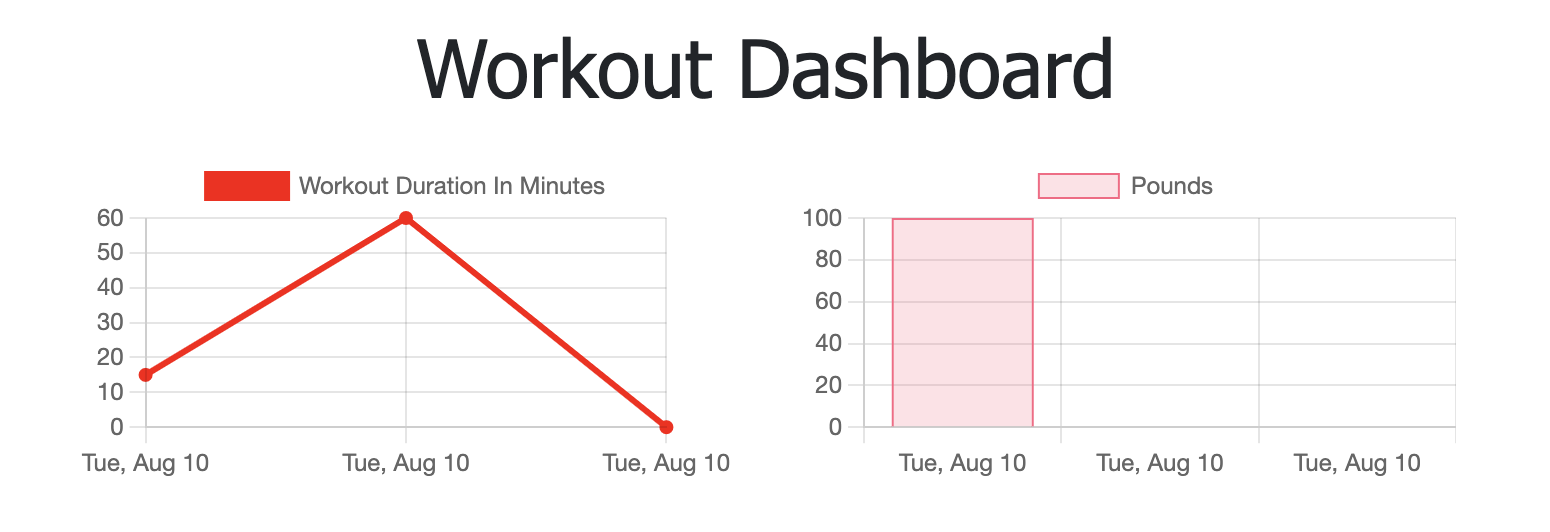 Workout Dashboard
Workout Duration In Minutes
60
50
40
30
20
10
0
Tue, Aug 10 Tue, Aug 10 Tue, Aug 10
Pounds
100
80
60
40
20
0
Tue, Aug 10 Tue, Aug 10 Tue, Aug 10